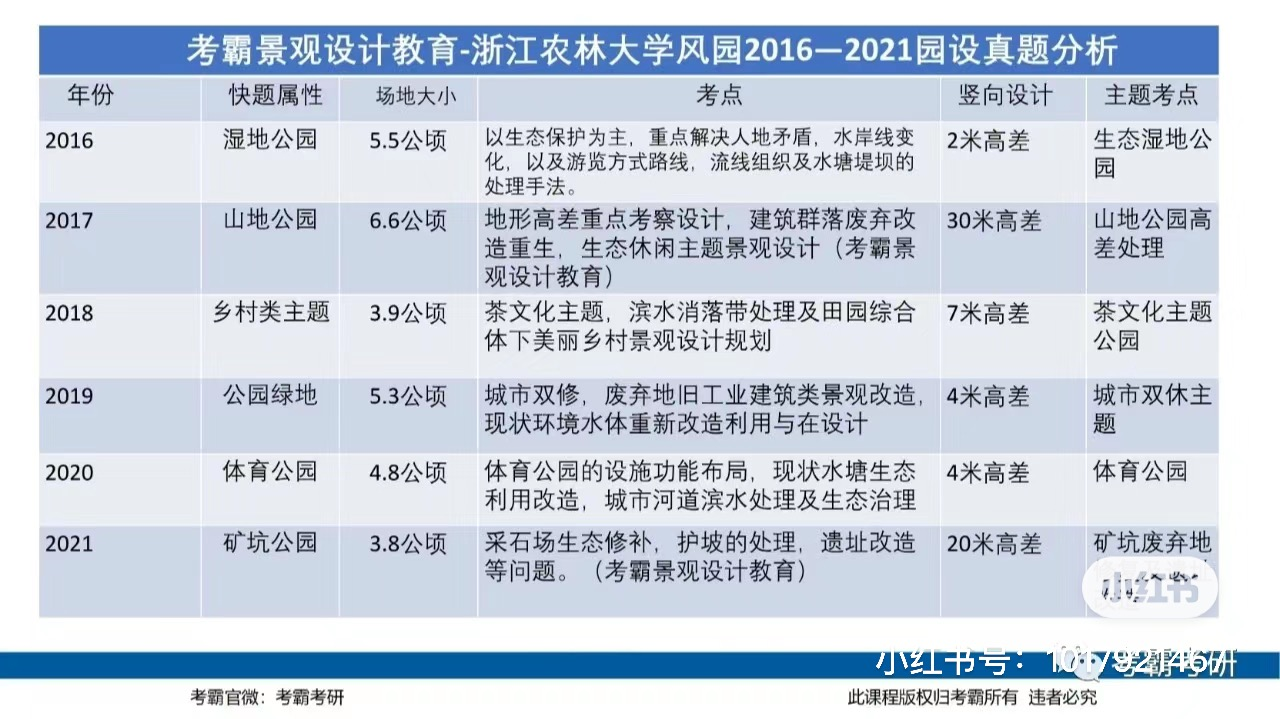 考霸景观设计教育-浙江农林大学风园2016—2021园设真题分析
年份 快题属性 场地大小 考点 竖向设计 主题考点
2016 湿地公园 5.5公顷 以生态保护为主，重点解决人地矛盾，水岸线变 2米高差 生态湿地公
化，以及游览方式路线，流线组织及水塘堤坝的 园
处理手法。
2017 山地公园 6.6公顷 地形高差重点考察设计，建筑群落废弃改 30米高差 山地公园高
造重生，生态休闲主题景观设计（考霸景 差处理
观设计教育）
2018 乡村类主题 3.9公顷 茶文化主题，滨水消落带处理及田园综合 7米高差 茶文化主题
体下美丽乡村景观设计规划 公园
2019 公园绿地 5.3公顷 城市双修，废弃地旧工业建筑类景观改造， 4米高差 城市双休主
现状环境水体重新改造利用与在设计 题
2020 体育公园 4.8公顷 体育公园的设施功能布局，现状水塘生态 4米高差 体育公园
利用改造，城市河道滨水处理及生态治理
2021 矿坑公园 3.8公顷 采石场生态修补，护坡的处理，遗址改造 20米高差 矿坑废弃地
等问题。（考霸景观设计教育）
小红书
小红书号：
考霸考研
考霸官微：考霸考研 此课程版权归考霸所有 违者必究